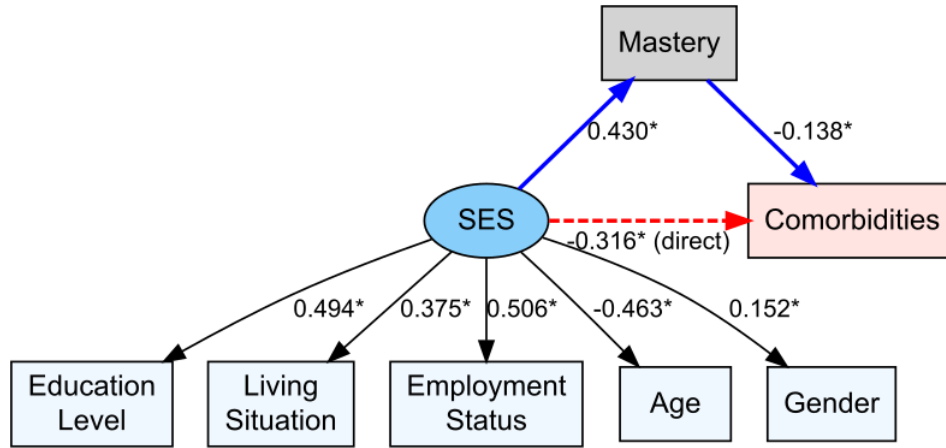 Mastery
0.430*
-0.138*
SES
Comorbidities
-0.316* (direct)
0.494*
0.375*
0.506*
-0.463*
0.152*
Education
Level
Living
Situation
Employment
Status
Age
Gender